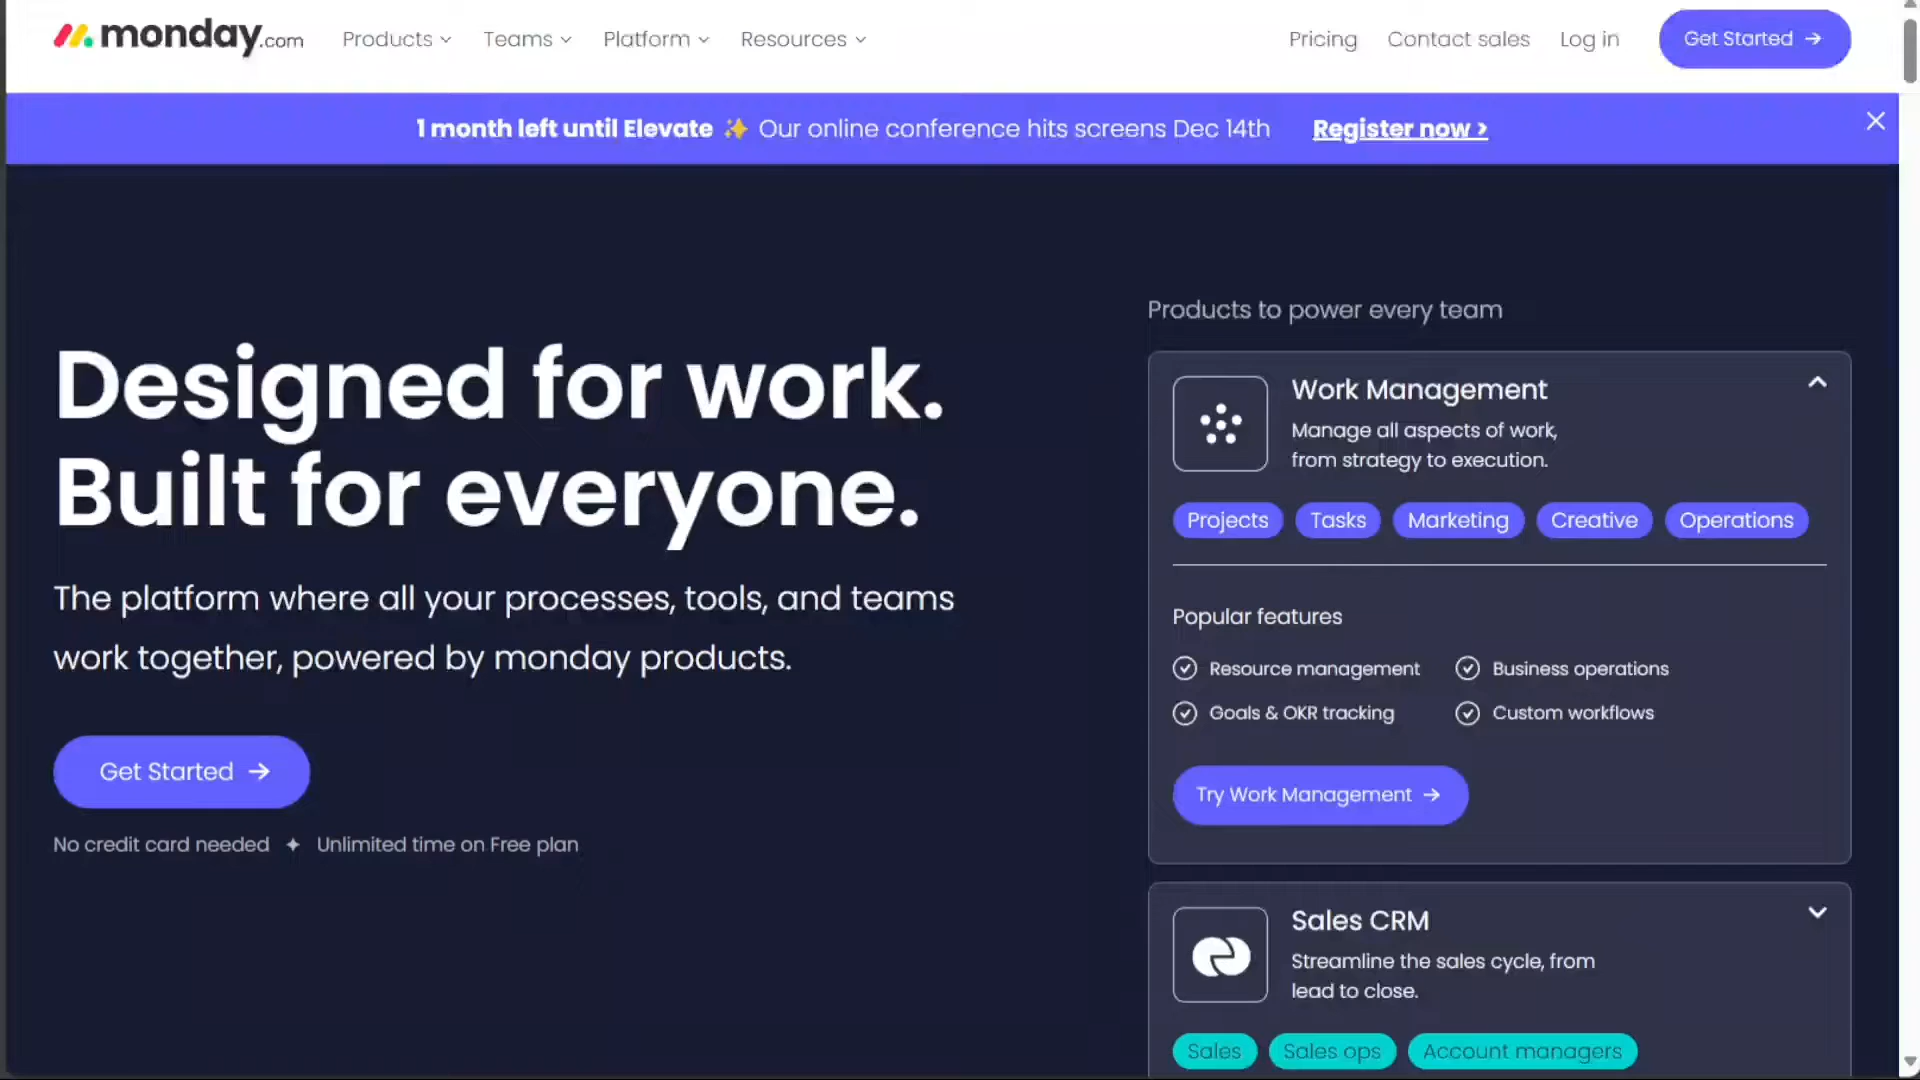 monday.com Products Teams Platform Resources Pricing Contact sales Log in Get Started →
1 month left until Elevate ✨ Our online conference hits screens Dec 14th Register now >
Products to power every team
Designed for work.
Built for everyone.
The platform where all your processes, tools, and teams
work together, powered by monday products.
Get Started →
No credit card needed ✦ Unlimited time on Free plan
Work Management
Manage all aspects of work,
from strategy to execution.
Projects Tasks Marketing Creative Operations
Popular features
Resource management Business operations
Goals & OKR tracking Custom workflows
Try Work Management →
Sales CRM
Streamline the sales cycle, from
lead to close.
Sales Sales ops Account managers